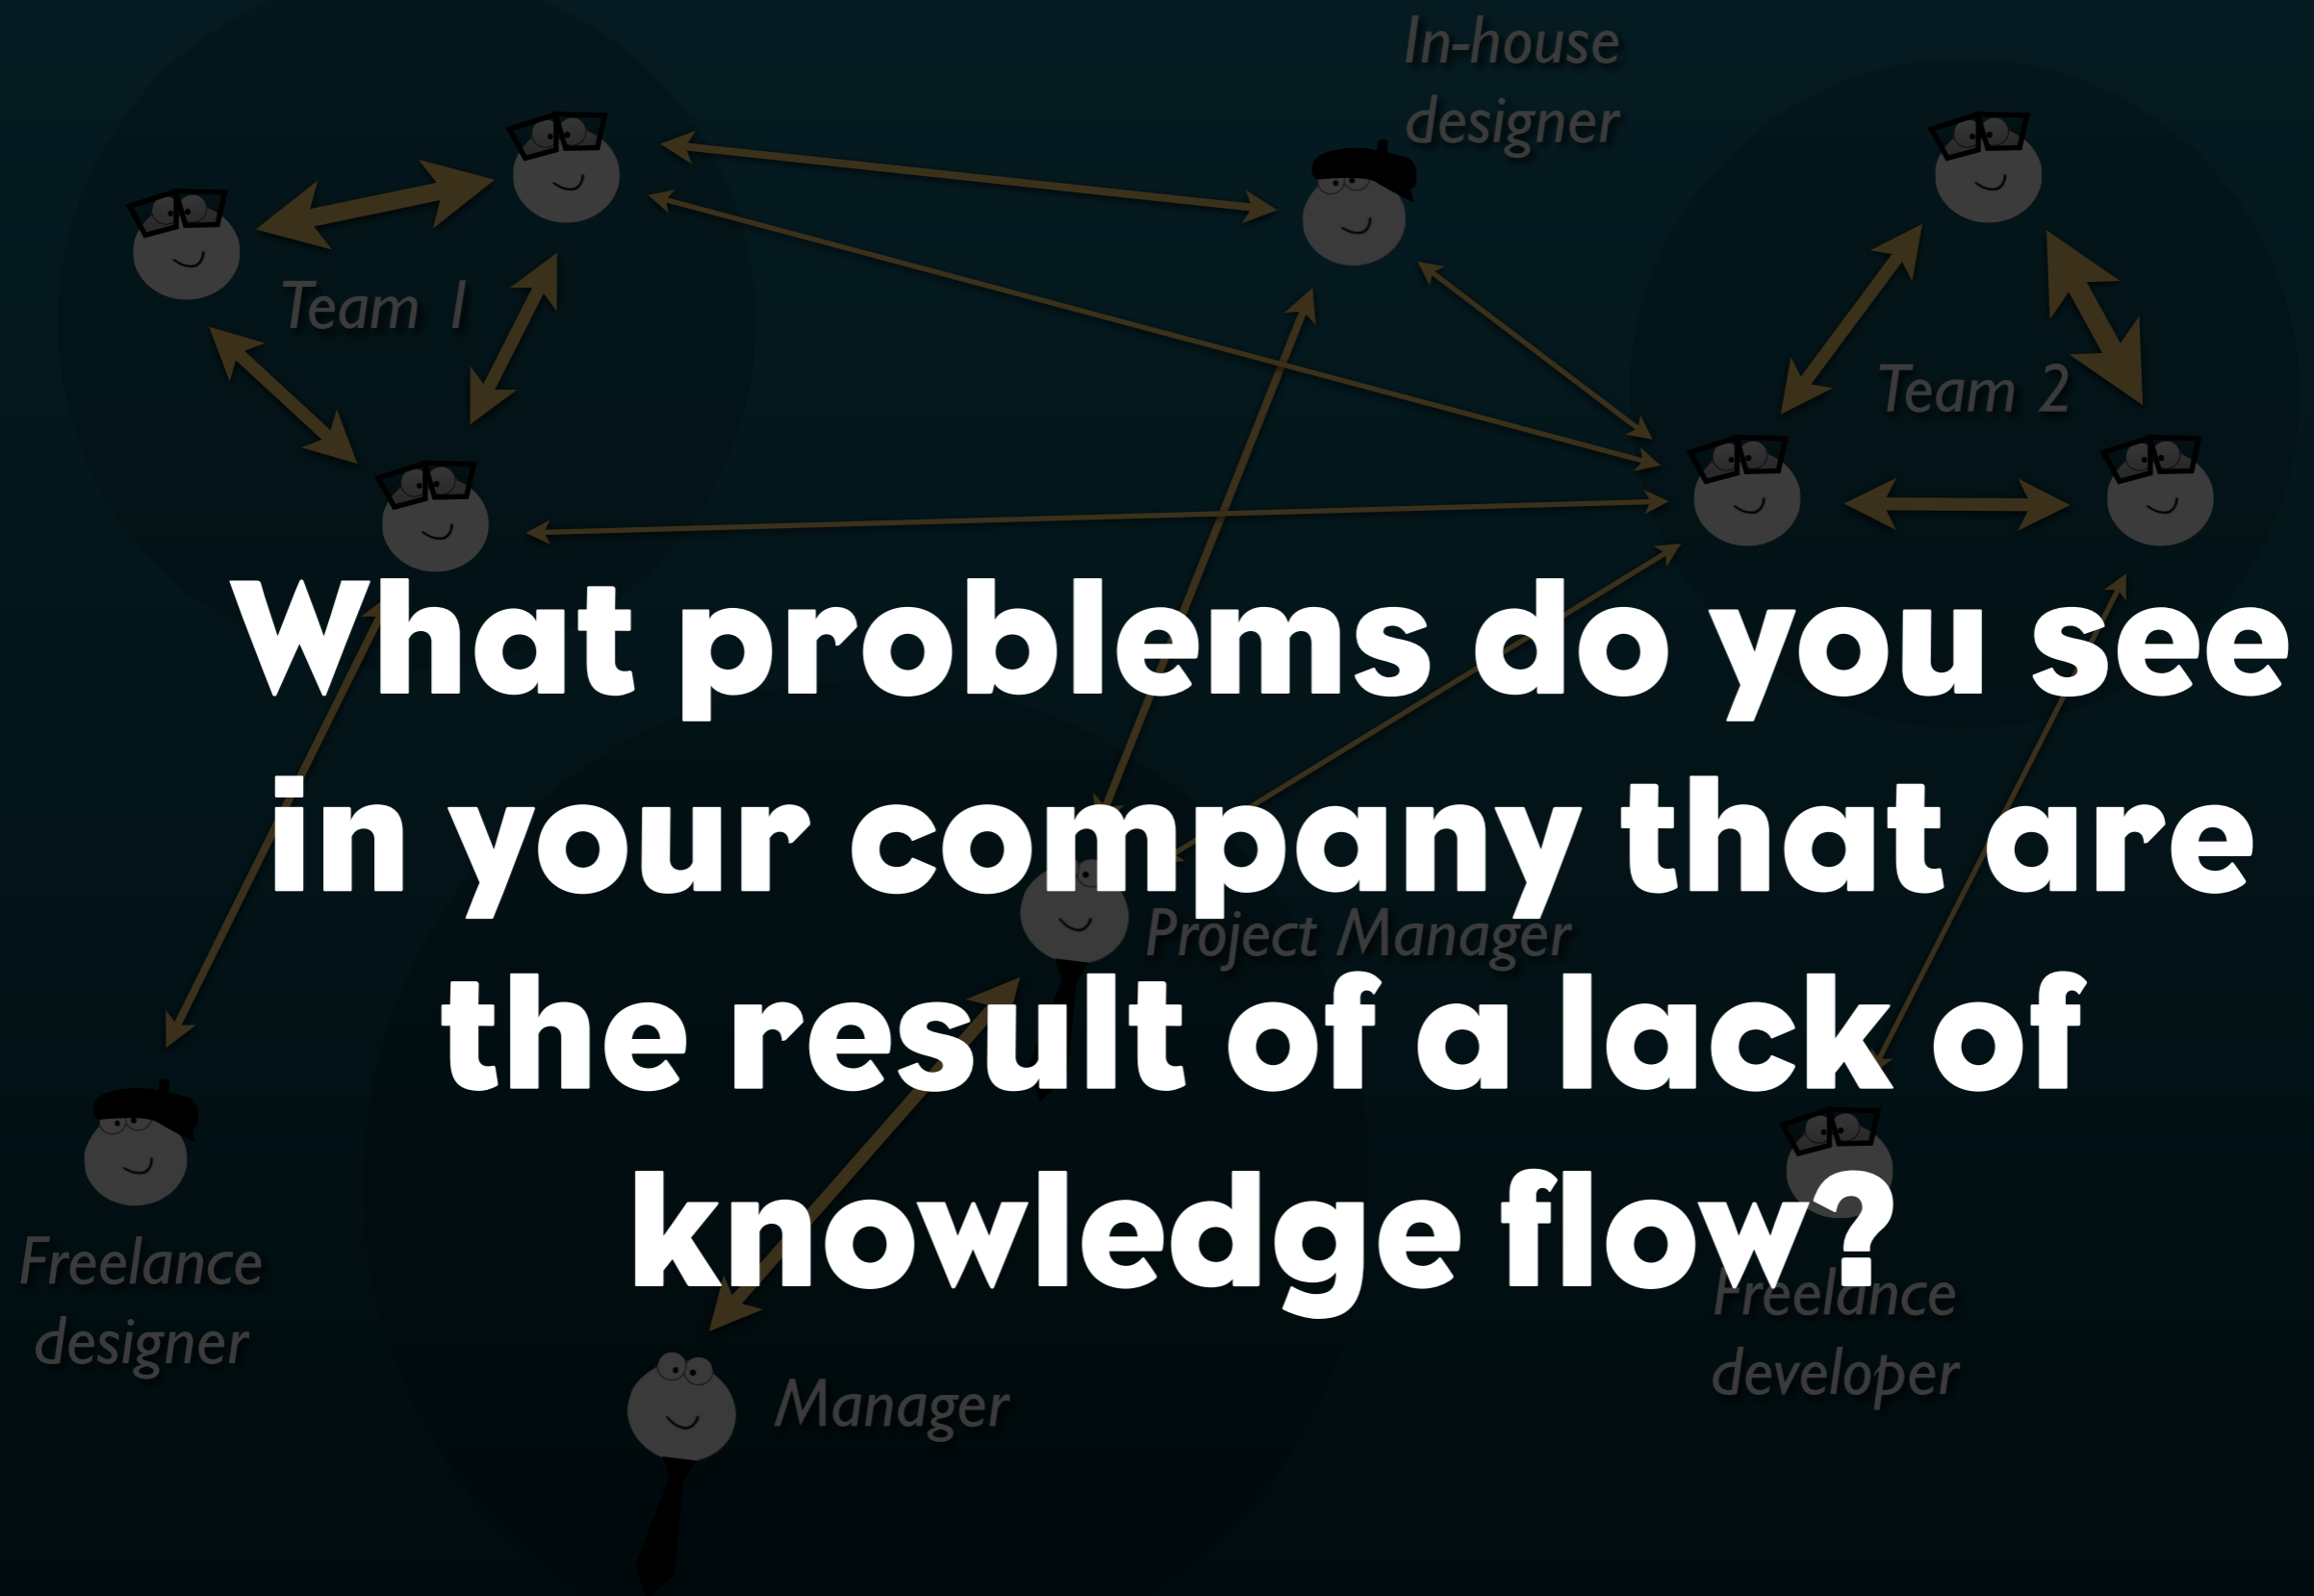 In-house
designer
Team 1
Team 2
What problems do you see
in your company that are
Project Manager
the result of a lack of
knowledge flow?
Freelance
designer
Freelance
developer
Manager